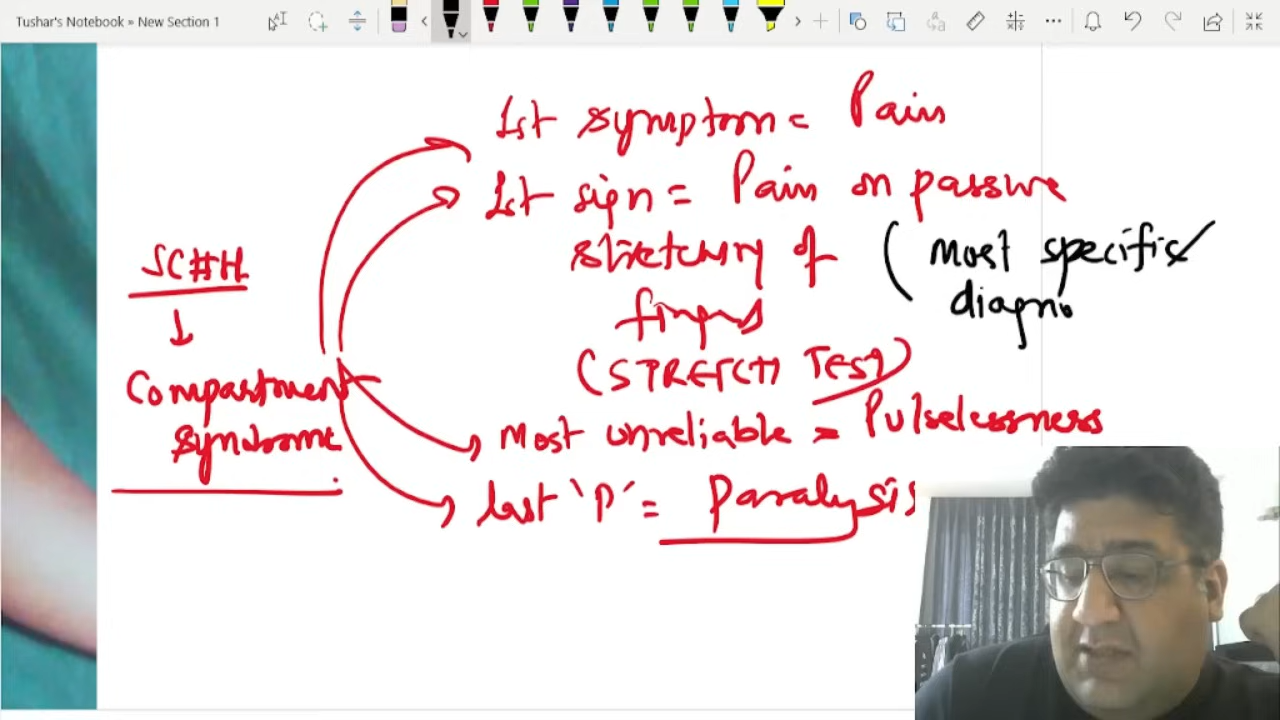 Tushar's Notebook » New Section 1
1st symptom = Pain
1st sign = Pain on passive
stretching of
fingers
(STRETCH TEST)
(most specific
diagno
SC#H
↓
Compartment
syndrome
Most unreliable = Pulselessness
last 'P' = Paralysis